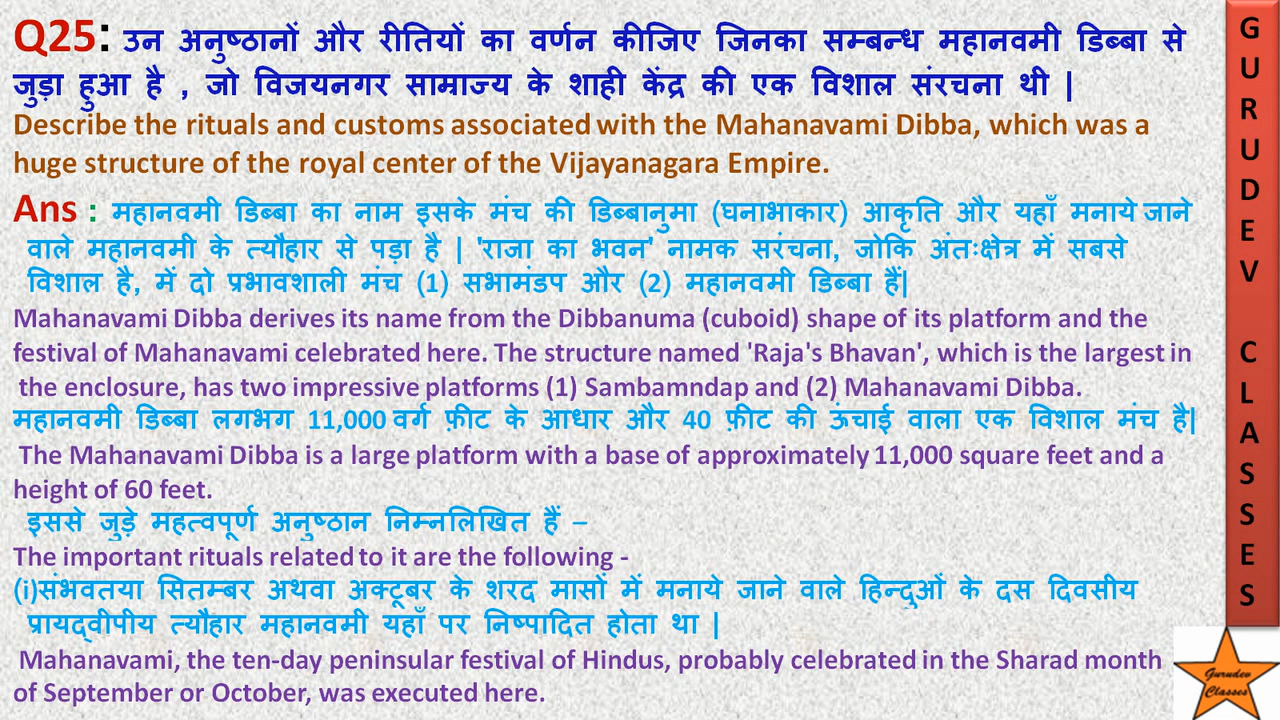 Q25: उन अनुष्ठानों और रीतियों का वर्णन कीजिए जिनका सम्बन्ध महानवमी डिब्बा से
जुड़ा हुआ है , जो विजयनगर साम्राज्य के शाही केंद्र की एक विशाल संरचना थी |
Describe the rituals and customs associated with the Mahanavami Dibba, which was a
huge structure of the royal center of the Vijayanagara Empire.
Ans : महानवमी डिब्बा का नाम इसके मंच की डिब्बानुमा (घनाभाकार) आकृति और यहाँ मनाये जाने
वाले महानवमी के त्यौहार से पड़ा है | 'राजा का भवन' नामक सरंचना, जोकि अंतःक्षेत्र में सबसे
विशाल है, में दो प्रभावशाली मंच (1) सभामंडप और (2) महानवमी डिब्बा हैं|
Mahanavami Dibba derives its name from the Dibbanuma (cuboid) shape of its platform and the
festival of Mahanavami celebrated here. The structure named 'Raja's Bhavan', which is the largest in
the enclosure, has two impressive platforms (1) Sambamndap and (2) Mahanavami Dibba.
महानवमी डिब्बा लगभग 11,000 वर्ग फ़ीट के आधार और 40 फ़ीट की ऊंचाई वाला एक विशाल मंच है|
The Mahanavami Dibba is a large platform with a base of approximately 11,000 square feet and a
height of 60 feet.
इससे जुड़े महत्वपूर्ण अनुष्ठान निम्नलिखित हैं –
The important rituals related to it are the following -
(i)संभवतया सितम्बर अथवा अक्टूबर के शरद मासों में मनाये जाने वाले हिन्दुओं के दस दिवसीय
प्रायद्वीपीय त्यौहार महानवमी यहाँ पर निष्पादित होता था |
Mahanavami, the ten-day peninsular festival of Hindus, probably celebrated in the Sharad month
of September or October, was executed here.
GURUDEV CLASSES
Gurudev
Classes